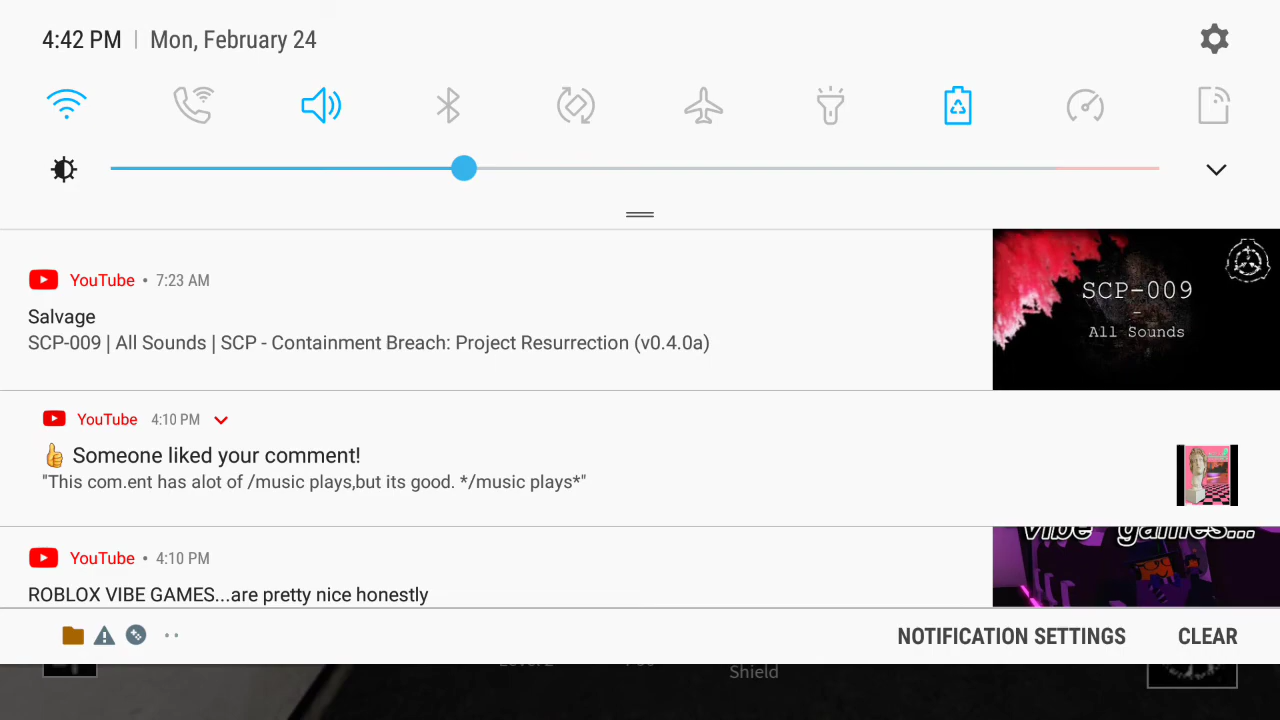 4:42 PM | Mon, February 24
YouTube • 7:23 AM
Salvage
SCP-009 | All Sounds | SCP - Containment Breach: Project Resurrection (v0.4.0a)
SCP-009
-
All Sounds
YouTube 4:10 PM
👍 Someone liked your comment!
"This com.ent has alot of /music plays,but its good. */music plays*"
YouTube • 4:10 PM
ROBLOX VIBE GAMES...are pretty nice honestly
vibe games...
NOTIFICATION SETTINGS CLEAR
Shield